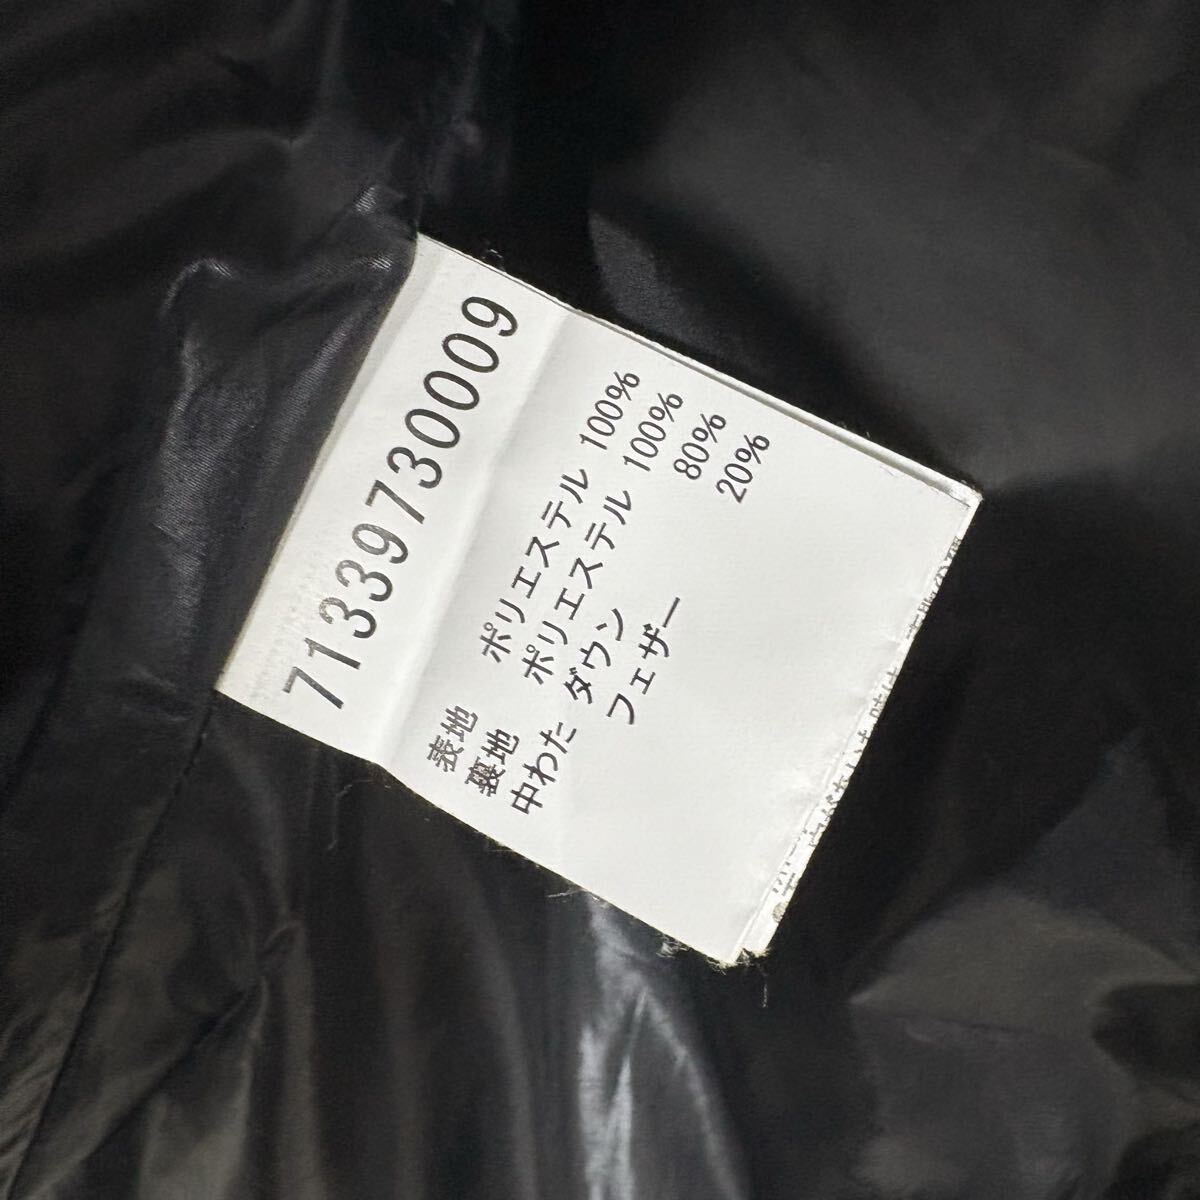 71339730009
表地 ポリエステル 100%
裏地 ポリエステル 100%
中わた ダウン 80%
フェザー 20%